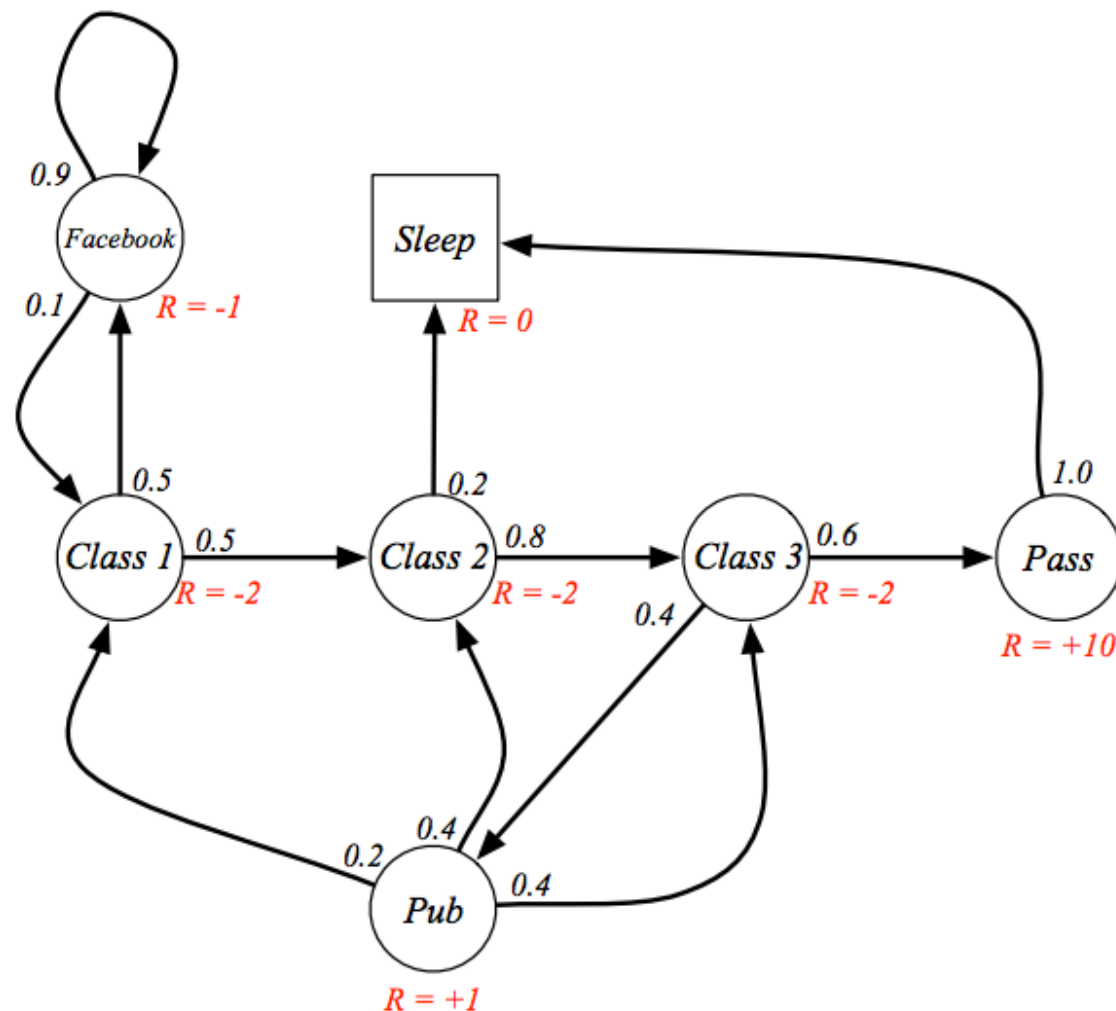 0.9
Facebook
Sleep
0.1
R = -1
R = 0
0.5
0.2
1.0
Class 1
0.5
Class 2
0.8
Class 3
0.6
Pass
R = -2
R = -2
R = -2
0.4
R = +10
0.4
0.2
0.4
Pub
R = +1